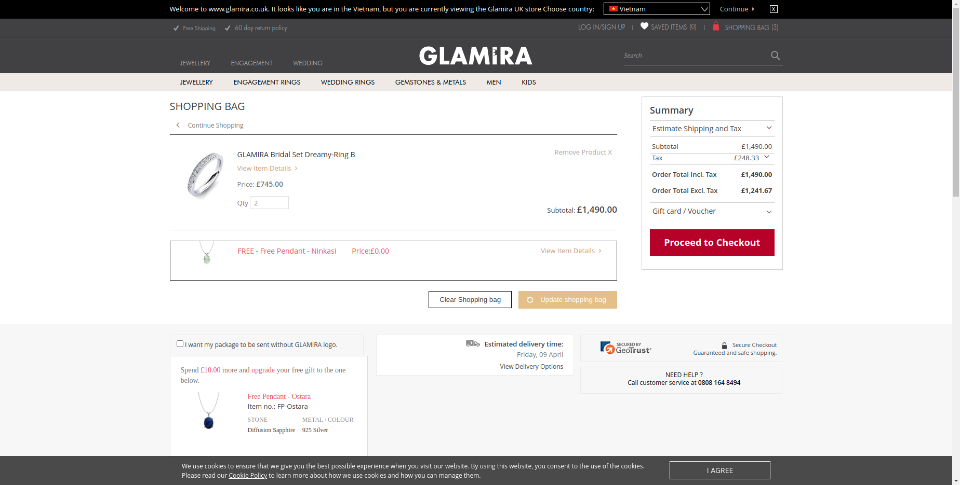 Welcome to www.glamira.co.uk. It looks like you are in the Vietnam, but you are currently viewing the Glamira UK store Choose country: Vietnam Continue X
Free Shipping 60 day return policy LOG IN/SIGN UP | SAVED ITEMS (0) | SHOPPING BAG (3)
JEWELLERY ENGAGEMENT WEDDING GLAMIRA Search
JEWELLERY ENGAGEMENT RINGS WEDDING RINGS GEMSTONES & METALS MEN KIDS
SHOPPING BAG
Continue Shopping
GLAMIRA Bridal Set Dreamy-Ring B
Remove Product X
View Item Details >
Price: £745.00
Qty 2
Subtotal: £1,490.00
FREE - Free Pendant - Ninkasi Price:£0.00 View Item Details >
Clear Shopping bag Update shopping bag
Summary
Estimate Shipping and Tax
Subtotal £1,490.00
Tax £248.33
Order Total Incl. Tax £1,490.00
Order Total Excl. Tax £1,241.67
Gift card / Voucher
Proceed to Checkout
I want my package to be sent without GLAMIRA logo.
Spend £10.00 more and upgrade your free gift to the one
below.
Free Pendant - Ostara
Item no.: FP-Ostara
STONE METAL / COLOUR
Diffusion Sapphire 925 Silver
Estimated delivery time:
Friday, 09 April
View Delivery Options
SECURED BY
GeoTrust
Secure Checkout
Guaranteed and safe shopping.
NEED HELP ?
Call customer service at 0808 164 8494
We use cookies to ensure that we give you the best possible experience when you visit our website. By using this website, you consent to the use of the cookies.
Please read our Cookie Policy to learn more about how we use cookies and how you can manage them.
I AGREE